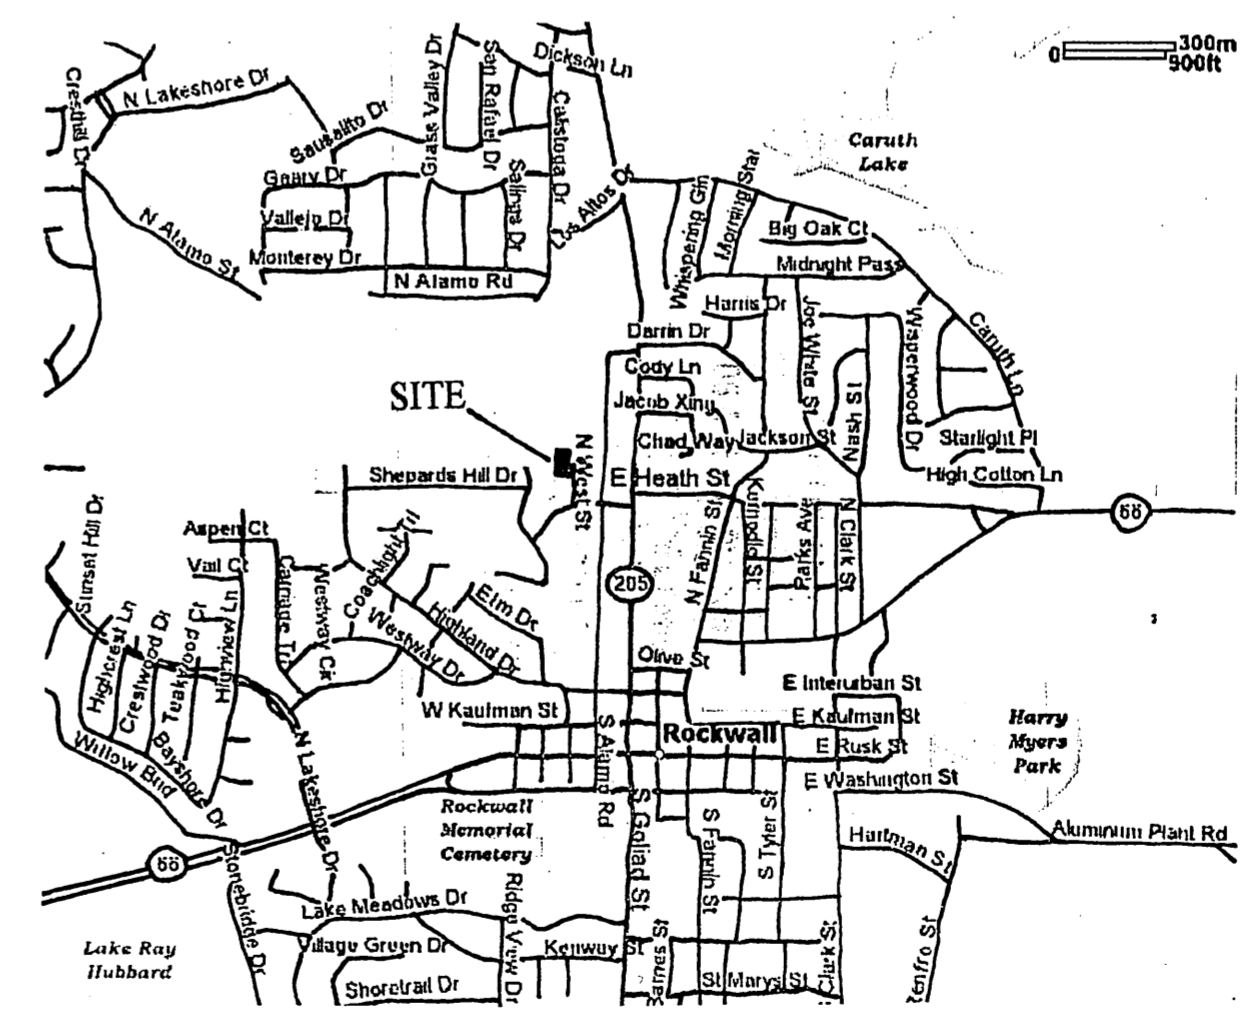 0
300m
900ft
Dickson Ln
Cresthill Dr
N Lakeshore Dr
Grass Valley Dr
San Rafael Dr
Calistoga Dr
Sausalito Dr
Caruth
Lake
Geary Dr
Salinas Dr
Los Altos Dr
Whispering Gln
Morning Star
Vallejo Dr
N Alamo St
Big Oak Ct
Monterey Dr
Midnight Pass
N Alamo Rd
Harris Dr
Joe White St
Wisperwood Dr
Caruth Ln
Darrin Dr
Cody Ln
SITE
Jacob Xing
Nash St
Chad Way
Jackson St
Starlight Pl
N West St
Shepards Hill Dr
E Heath St
High Cotton Ln
Sunset Hill Dr
Coachlight Trl
N Fannin St
Parks Ave
N Clark St
66
Aspen Ct
Vail Ct
Carriage Trl
Westway Cir
205
Highcrest Ln
Crestwood Dr
Teakwood Ct
Highview Ln
Elm Dr
Highland Dr
Westway Dr
Olive St
E Interurban St
W Kaufman St
E Kaufman St
Harry
Myers
Park
Rockwall
E Rusk St
Willow Bnd
Bayshore Dr
N Lakeshore Dr
S Alamo Rd
E Washington St
Rockwall
Memorial
Cemetery
S Goliad St
S Fannin St
S Tyler St
Hartman St
Aluminum Plant Rd
66
Stonebridge Dr
Lake Meadows Dr
Ridge View Dr
Lake Ray
Hubbard
Village Green Dr
Kenway St
Barnes St
S Clark St
Renfro St
Shoretrail Dr
St Marys St